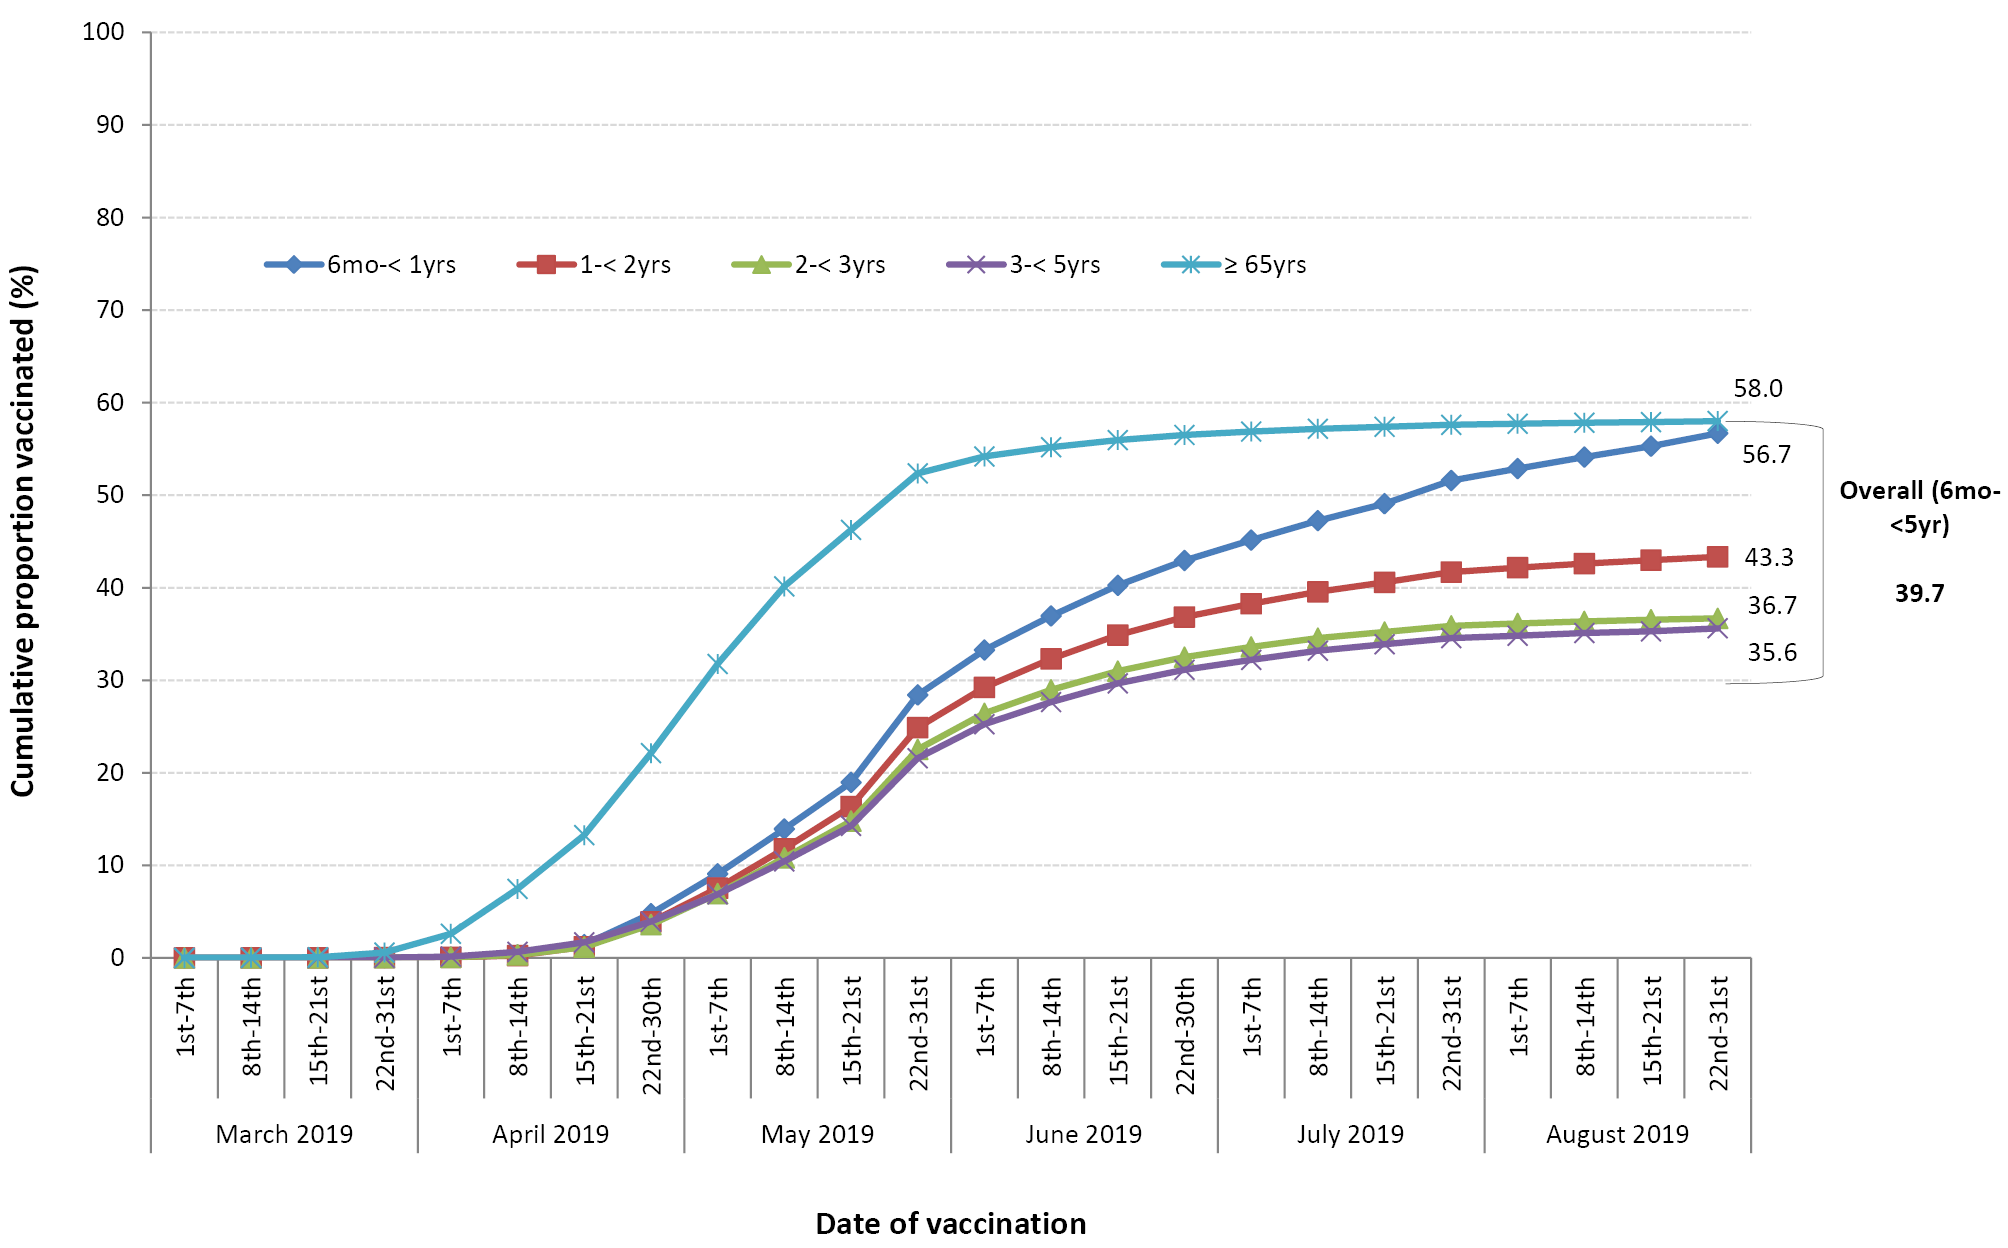 100
90
80
70
60
50
40
30
20
10
0
Cumulative proportion vaccinated (%)
6mo-< 1yrs 1-< 2yrs 2-< 3yrs 3-< 5yrs ≥ 65yrs
58.0
56.7
43.3
36.7
35.6
Overall (6mo-
<5yr)
39.7
1st-7th
8th-14th
15th-21st
22nd-31st
1st-7th
8th-14th
15th-21st
22nd-30th
1st-7th
8th-14th
15th-21st
22nd-31st
1st-7th
8th-14th
15th-21st
22nd-30th
1st-7th
8th-14th
15th-21st
22nd-31st
1st-7th
8th-14th
15th-21st
22nd-31st
March 2019 April 2019 May 2019 June 2019 July 2019 August 2019
Date of vaccination